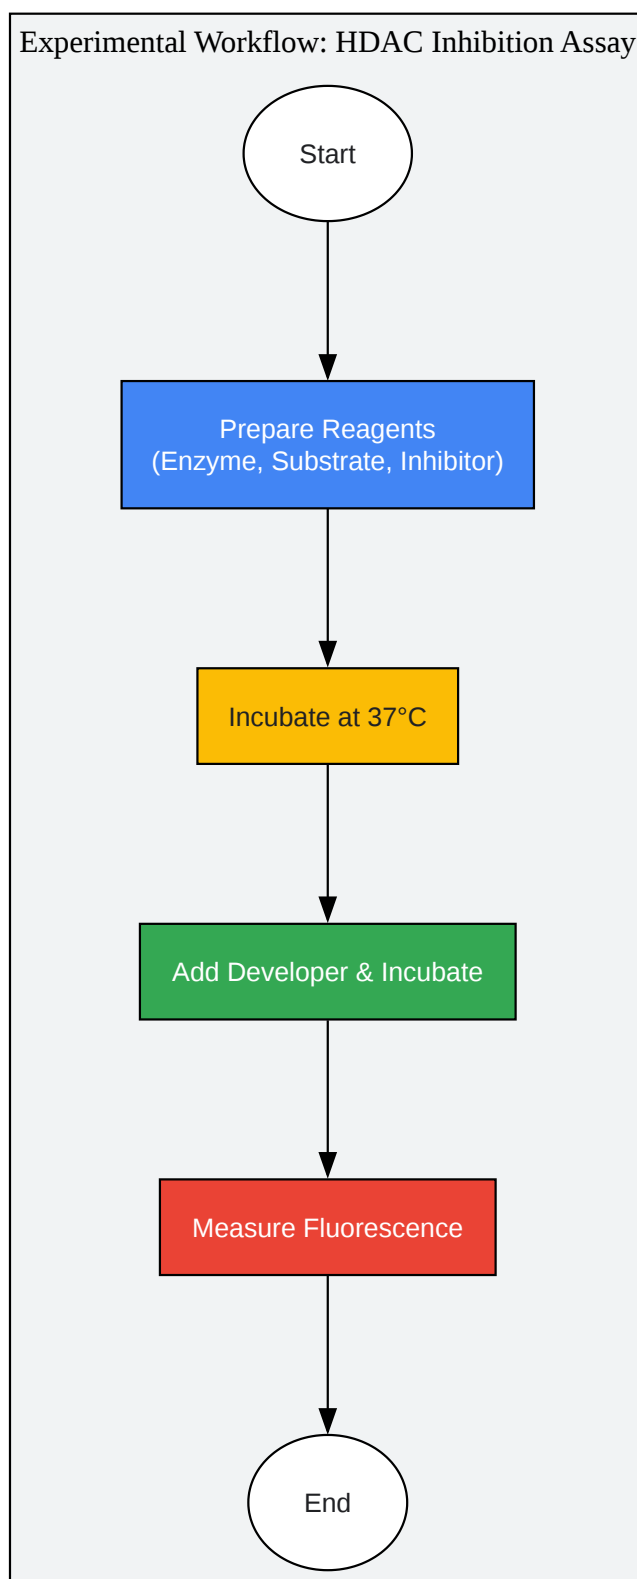 Experimental Workflow: HDAC Inhibition Assay
Start
Prepare Reagents
(Enzyme, Substrate, Inhibitor)
Incubate at 37°C
Add Developer & Incubate
Measure Fluorescence
End